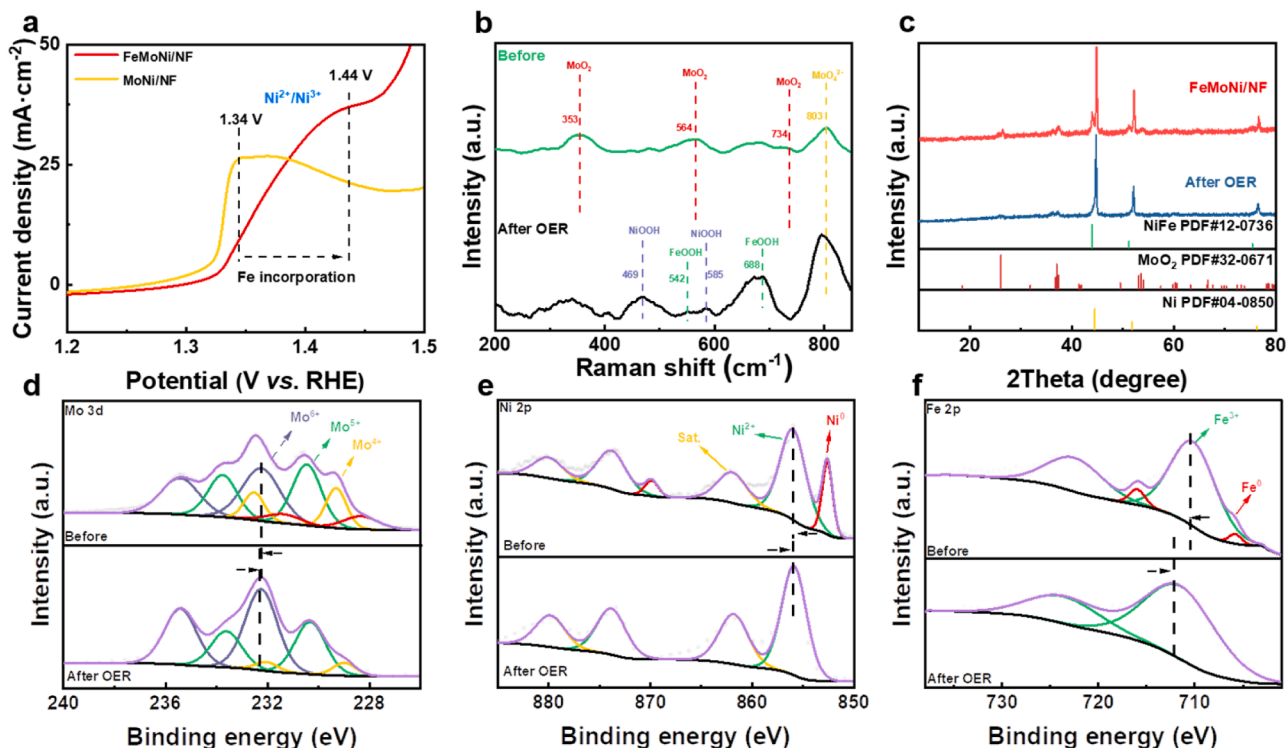 a
50
25
0
1.2
1.3
1.4
1.5
Current density (mA·cm⁻²)
Potential (V vs. RHE)
FeMoNi/NF
MoNi/NF
1.34 V
Ni²⁺/Ni³⁺
1.44 V
Fe incorporation
b
Intensity (a.u.)
Raman shift (cm⁻¹)
Before
MoO₂
MoO₂
MoO₂
MoO₄²⁻
353
564
734
803
After OER
NiOOH
FeOOH
NiOOH
FeOOH
469
542
585
688
200
400
600
800
c
Intensity (a.u.)
2Theta (degree)
FeMoNi/NF
After OER
NiFe PDF#12-0736
MoO₂ PDF#32-0671
Ni PDF#04-0850
20
40
60
80
d
Mo 3d
Mo⁶⁺
Mo⁵⁺
Mo⁴⁺
Before
After OER
240
236
232
228
Intensity (a.u.)
Binding energy (eV)
e
Ni 2p
Sat.
Ni²⁺
Ni⁰
Before
After OER
880
870
860
850
Intensity (a.u.)
Binding energy (eV)
f
Fe 2p
Fe³⁺
Fe⁰
Before
After OER
730
720
710
Intensity (a.u.)
Binding energy (eV)